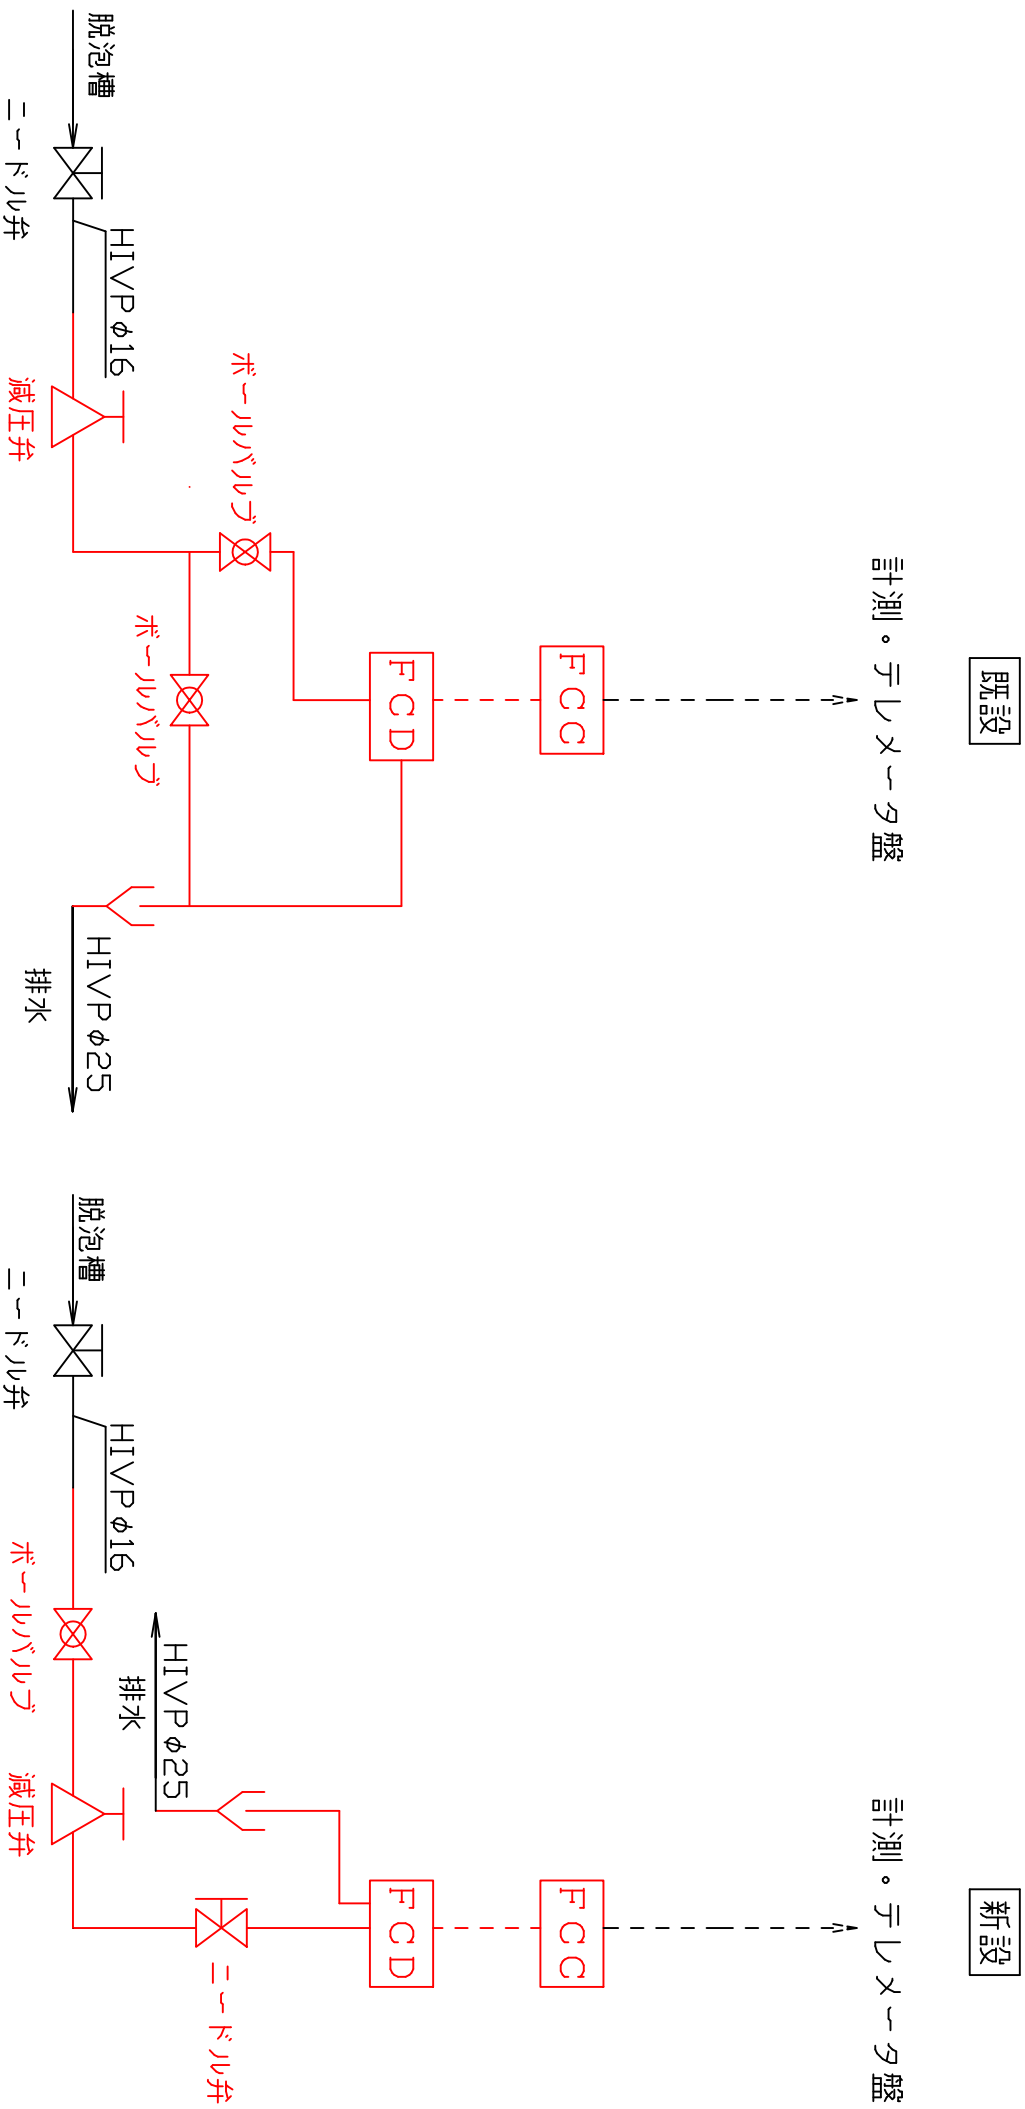 既設
計測・テレメータ盤
FCC
FCD
ボールバルブ
ボールバルブ
脱泡槽
HIVPφ16
ニードル弁
減圧弁
HIVPφ25
排水
新設
計測・テレメータ盤
FCC
FCD
HIVPφ25
排水
脱泡槽
HIVPφ16
ニードル弁
ボールバルブ
減圧弁
ニードル弁